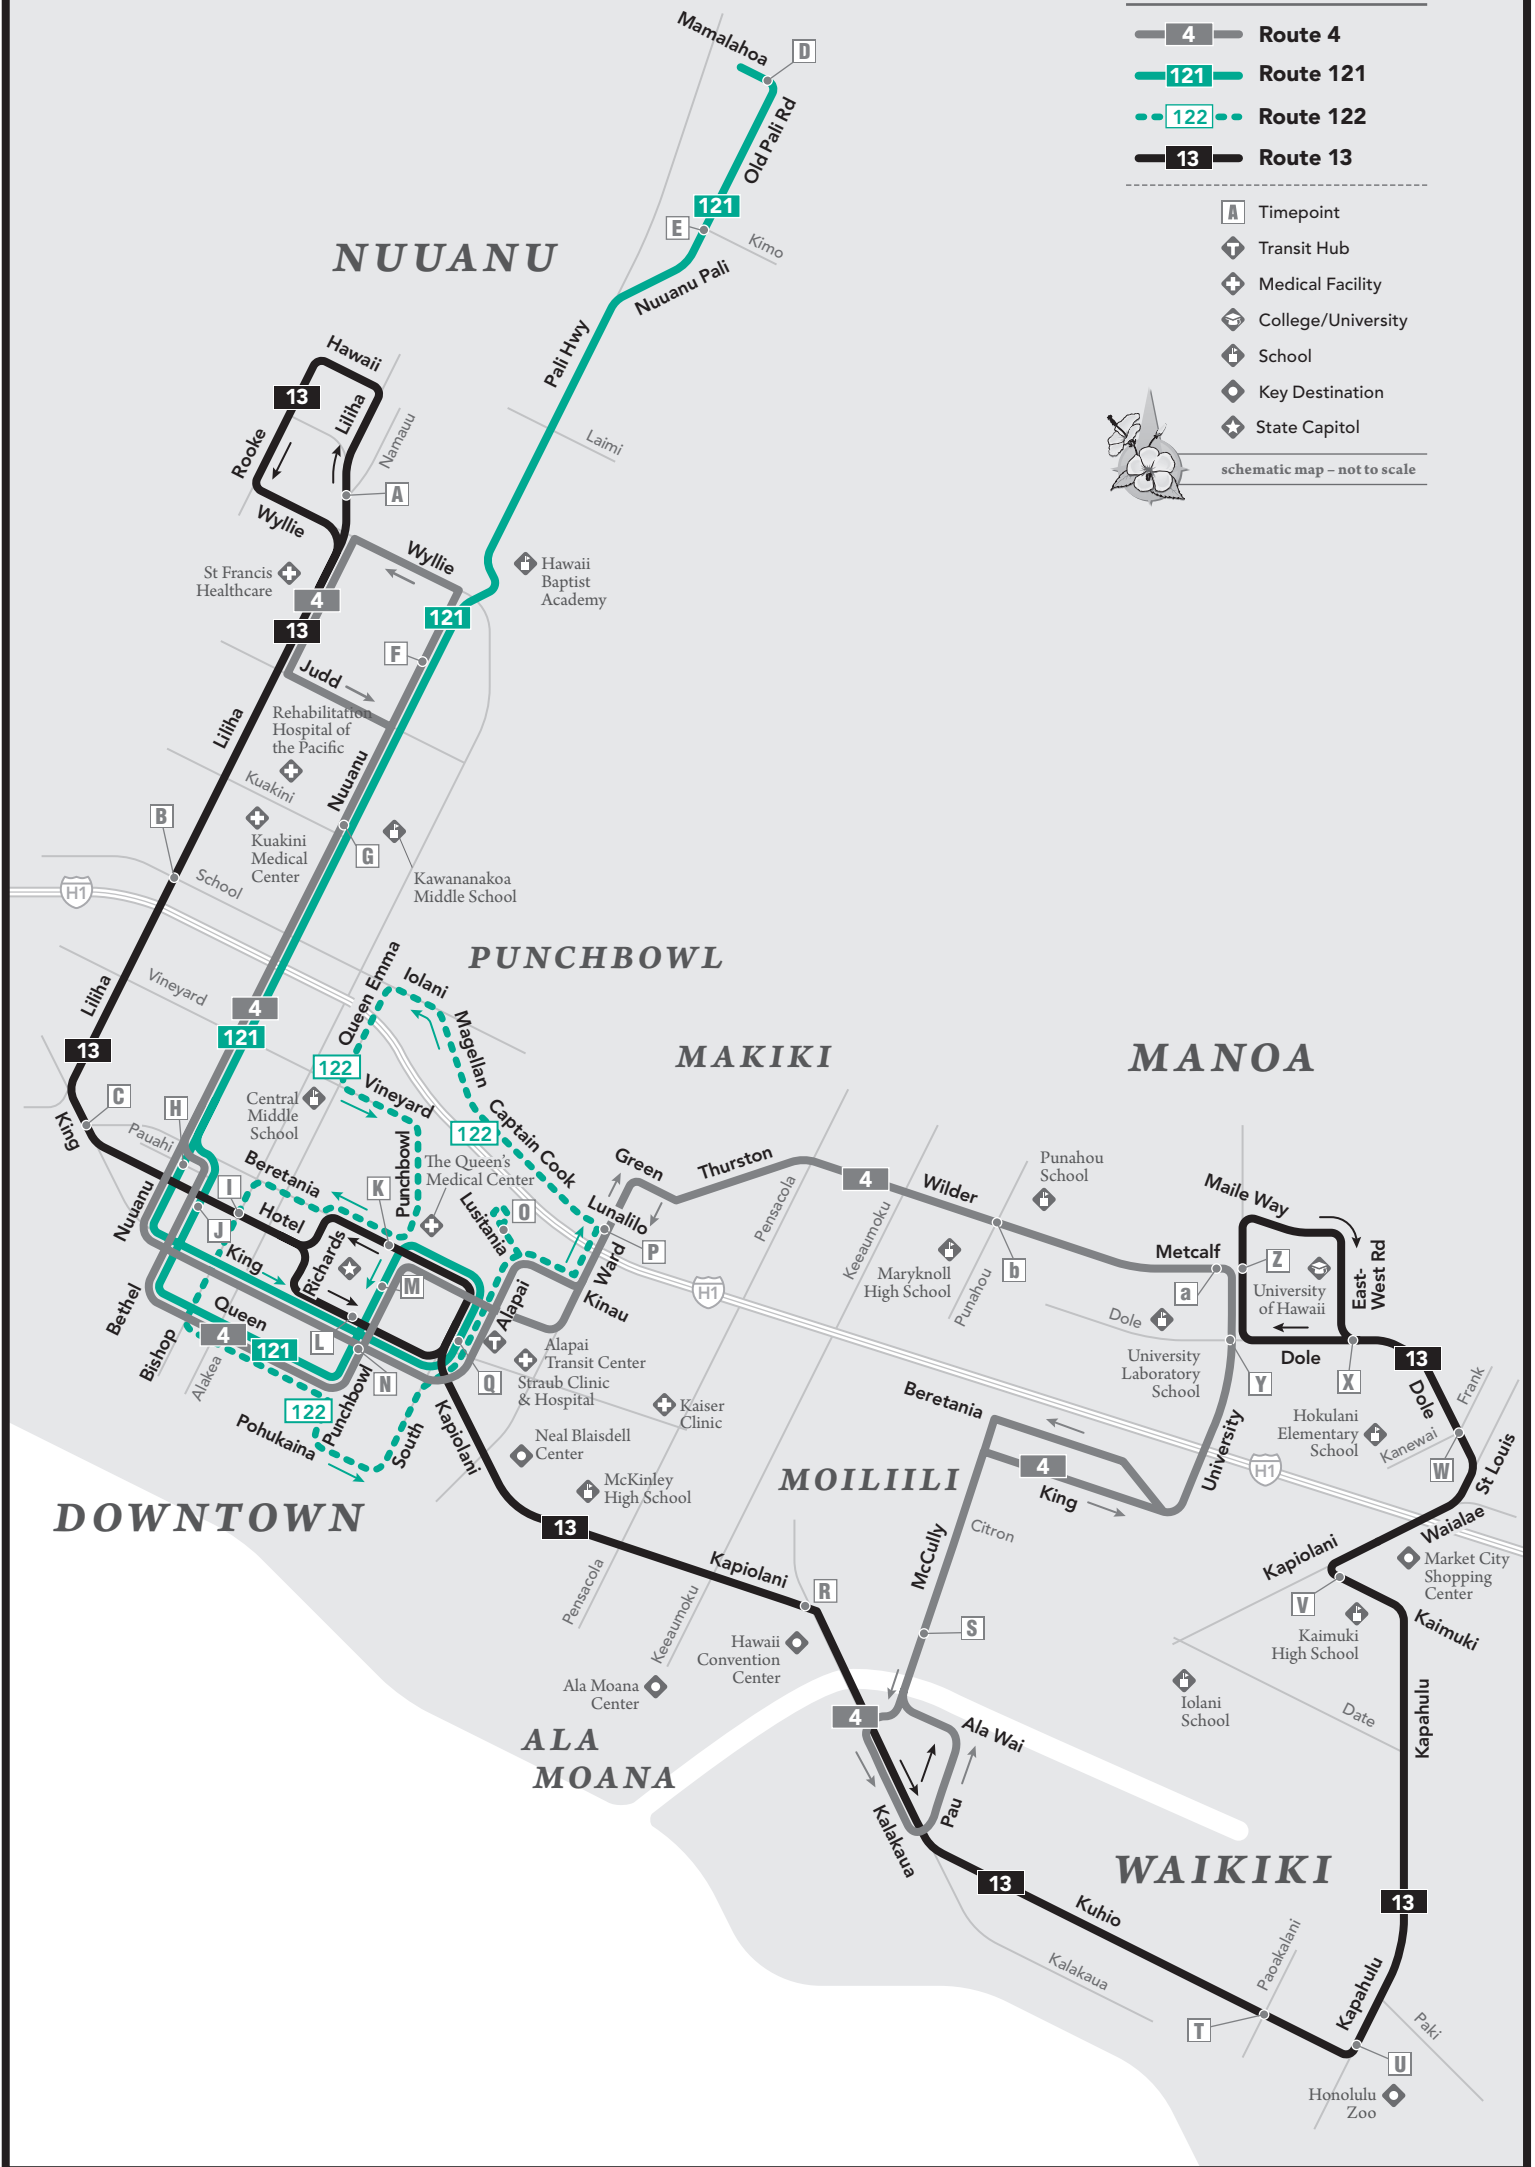 4 Route 4
121 Route 121
122 Route 122
13 Route 13
A Timepoint
Transit Hub
Medical Facility
College/University
School
Key Destination
State Capitol
schematic map – not to scale
Mamalahoa
D
Old Pali Rd
121
E
Kimo
NUUANU
Nuuanu Pali
Pali Hwy
Hawaii
13
Liliha
Namauu
Rooke
Laimi
A
Wyllie
Wyllie
St Francis
Healthcare
Hawaii
Baptist
Academy
4
121
13
F
Judd
Rehabilitation
Hospital of
the Pacific
Liliha
Nuuanu
Kuakini
B
Kuakini
Medical
Center
G
Kawananakoa
Middle School
School
H1
PUNCHBOWL
Liliha
Vineyard
Queen Emma
Iolani
4
121
Magellan
13
122
MAKIKI
MANOA
C
H
Central
Middle
School
Vineyard
Captain Cook
122
King
Pauahi
Punchbowl
The Queen's
Medical Center
Beretania
K
Green
Thurston
4
Wilder
Punahou
School
Maile Way
I
Nuuanu
Hotel
J
Lusitania
O
Lunalilo
P
Pensacola
Keeaumoku
Maryknoll
High School
b
Punahou
Metcalf
Z
a
University
of Hawaii
East-
West Rd
King
Richards
M
Ward
H1
Bethel
Queen
Alapai
Kinau
Dole
4
121
L
Bishop
Alakea
Alapai
Transit Center
Straub Clinic
& Hospital
N
Q
University
Laboratory
School
Y
Dole
X
13
Dole
Frank
122
Punchbowl
Pohukaina
South
Kapiolani
Kaiser
Clinic
Beretania
Neal Blaisdell
Center
Hokulani
Elementary
School
Kanewai
W
St Louis
University
H1
MOILIILI
4
King
McKinley
High School
DOWNTOWN
13
Citron
McCully
Waialae
Kapiolani
Market City
Shopping
Center
Kapiolani
R
V
Kaimuki
Kaimuki
High School
Pensacola
Keeaumoku
S
Hawaii
Convention
Center
Ala Moana
Center
Iolani
School
Date
Kapahulu
4
Ala Wai
ALA
MOANA
Pau
Kalakaua
WAIKIKI
13
Kuhio
13
Kalakaua
Paoakalani
Kapahulu
Paki
T
U
Honolulu
Zoo